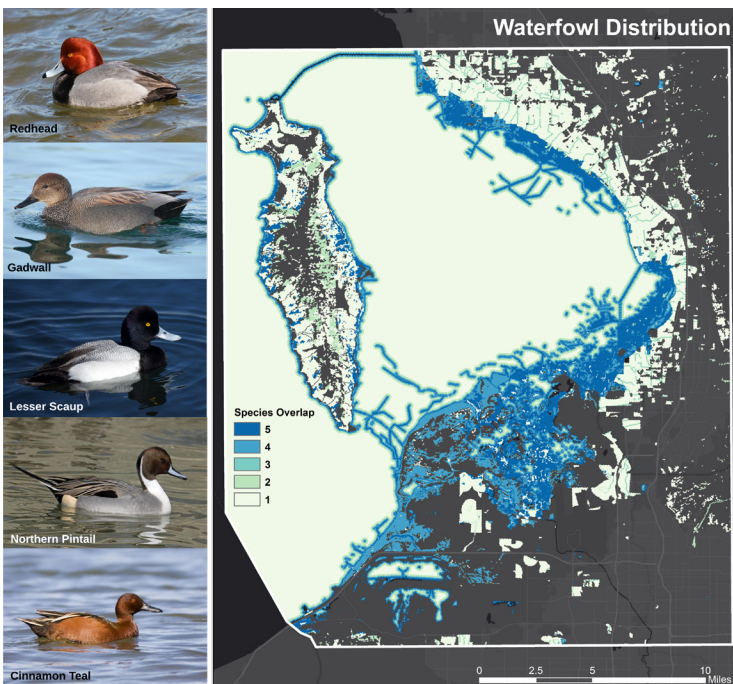 Waterfowl Distribution
Redhead
Gadwall
Lesser Scaup
Northern Pintail
Cinnamon Teal
Species Overlap
5
4
3
2
1
0 2.5 5 10
Miles